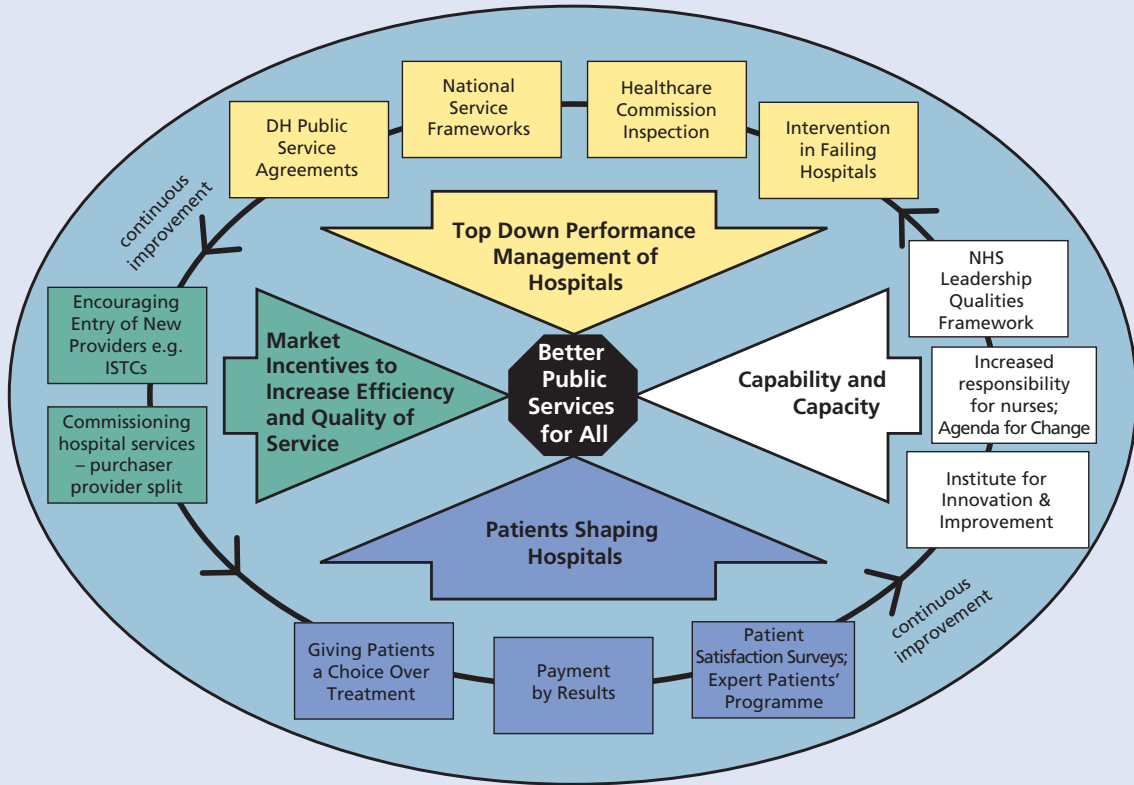 National
Service
Frameworks
Healthcare
Commission
Inspection
DH Public
Service
Agreements
Intervention
in Failing
Hospitals
continuous
improvement
Top Down Performance
Management of
Hospitals
Encouraging
Entry of New
Providers e.g.
ISTCs
Commissioning
hospital services
– purchaser
provider split
Market
Incentives to
Increase Efficiency
and Quality of
Service
Better
Public
Services
for All
Capability and
Capacity
NHS
Leadership
Qualities
Framework
Increased
responsibility
for nurses;
Agenda for Change
Institute for
Innovation &
Improvement
Patients Shaping
Hospitals
Giving Patients
a Choice Over
Treatment
Payment
by Results
Patient
Satisfaction Surveys;
Expert Patients’
Programme
continuous
improvement